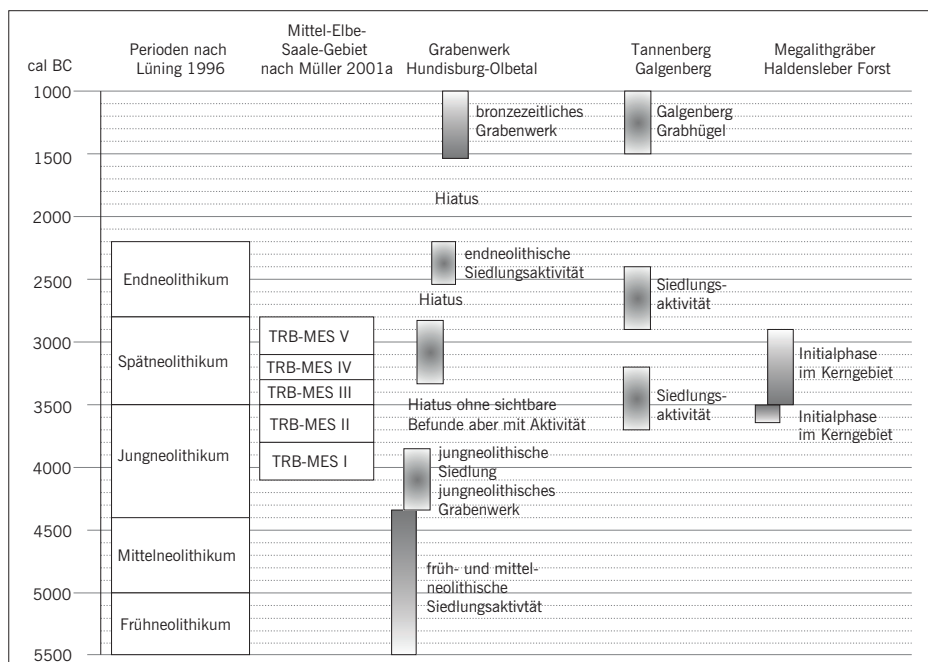 cal BC
Perioden nach
Lüning 1996
Mittel-Elbe-
Saale-Gebiet
nach Müller 2001a
Grabenwerk
Hundisburg-Olbetal
Tannenberg
Galgenberg
Megalithgräber
Haldensleber Forst
1000
1500
2000
2500
3000
3500
4000
4500
5000
5500
Endneolithikum
Spätneolithikum
Jungneolithikum
Mittelneolithikum
Frühneolithikum
TRB-MES V
TRB-MES IV
TRB-MES III
TRB-MES II
TRB-MES I
bronzezeitliches
Grabenwerk
Hiatus
endneolithische
Siedlungsaktivität
Hiatus
Hiatus ohne sichtbare
Befunde aber mit Aktivität
jungneolithische
Siedlung
jungneolithisches
Grabenwerk
früh- und mittel-
neolithische
Siedlungsaktivtät
Galgenberg
Grabhügel
Siedlungs-
aktivität
Siedlungs-
aktivität
Initialphase
im Kerngebiet
Initialphase
im Kerngebiet